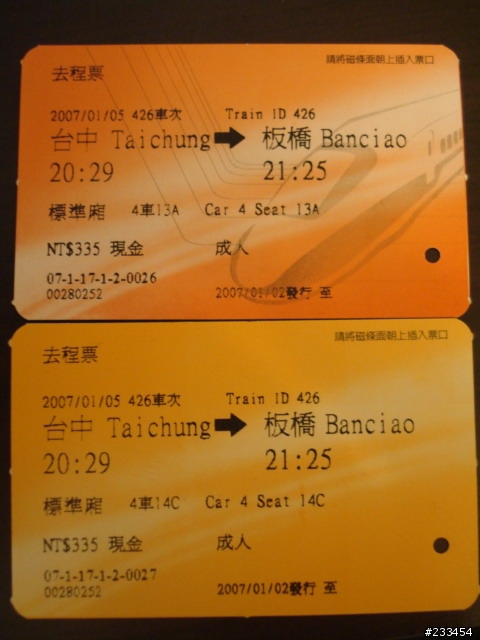 請將磁條面朝上插入票口
去程票
2007/01/05 426車次 Train ID 426
台中 Taichung 板橋 Banciao
20:29 21:25
標準廂 4車13A Car 4 Seat 13A
NT$335 現金 成人
07-1-17-1-2-0026
00280252 2007/01/02發行 至
請將磁條面朝上插入票口
去程票
2007/01/05 426車次 Train ID 426
台中 Taichung 板橋 Banciao
20:29 21:25
標準廂 4車14C Car 4 Seat 14C
NT$335 現金 成人
07-1-17-1-2-0027
00280252 2007/01/02發行 至
#233454